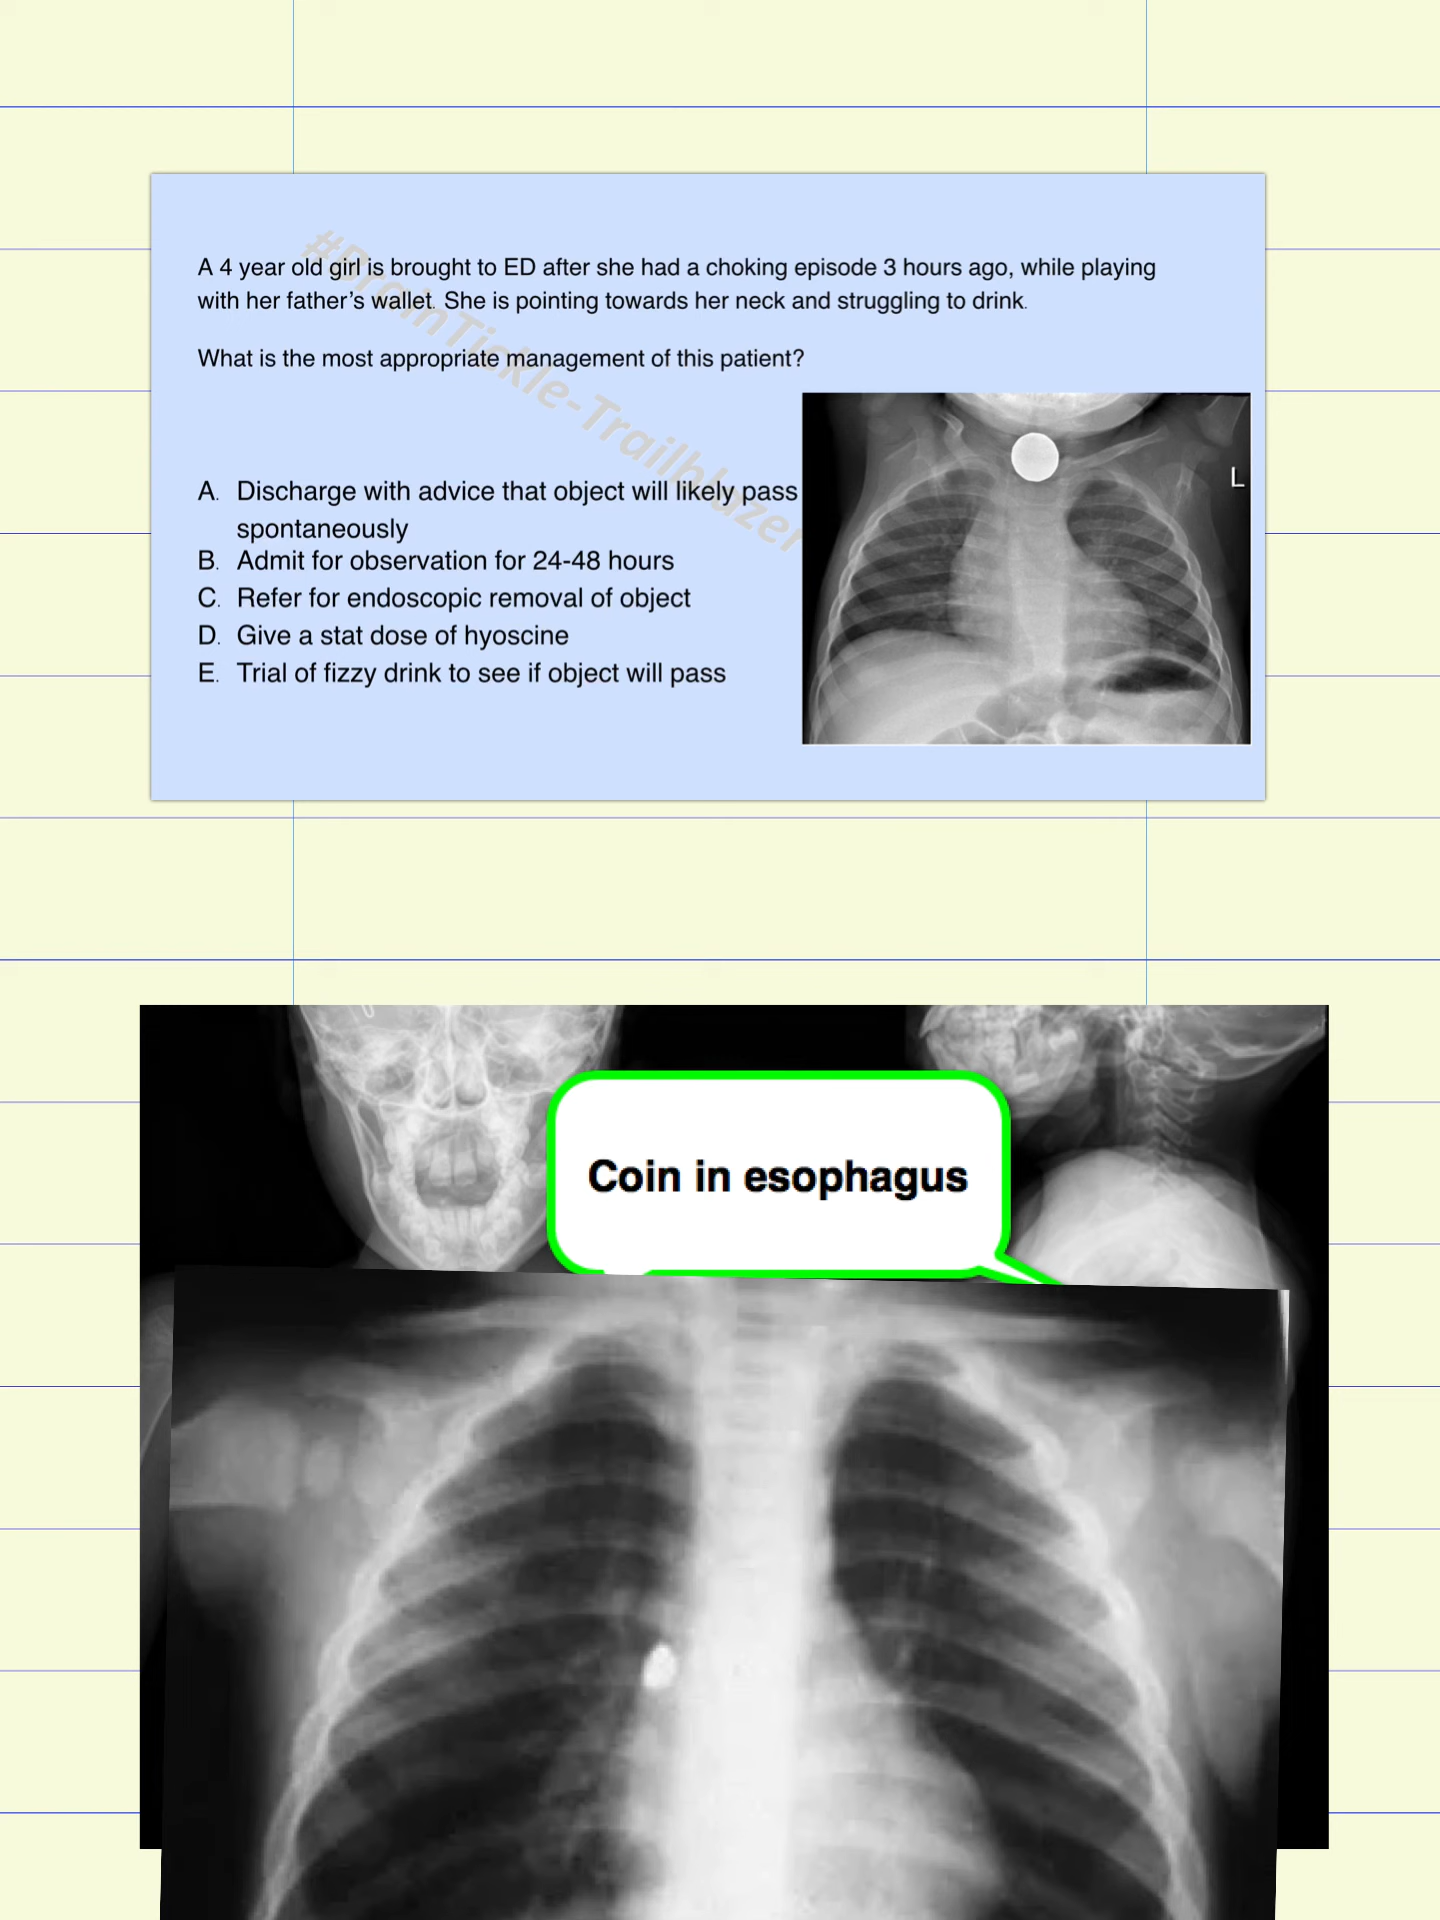 #BrainTickle-Trailblazer
A 4 year old girl is brought to ED after she had a choking episode 3 hours ago, while playing
with her father's wallet. She is pointing towards her neck and struggling to drink.
What is the most appropriate management of this patient?
A. Discharge with advice that object will likely pass
spontaneously
B. Admit for observation for 24-48 hours
C. Refer for endoscopic removal of object
D. Give a stat dose of hyoscine
E. Trial of fizzy drink to see if object will pass
L
Coin in esophagus